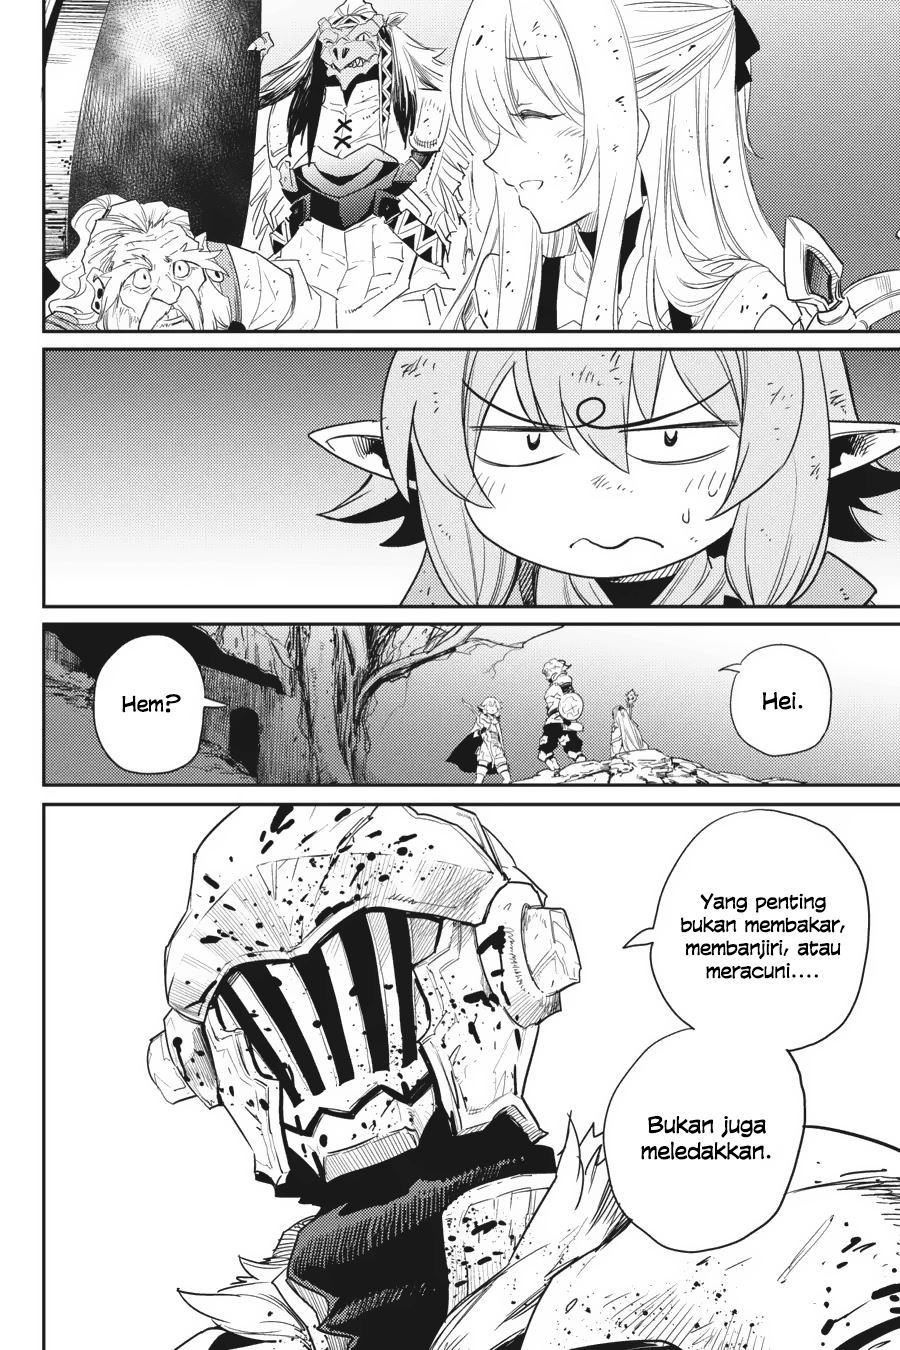 Hei.
Hem?
Yang penting
bukan membakar,
membanjiri, atau
meracuni....
Bukan juga
meledakkan.